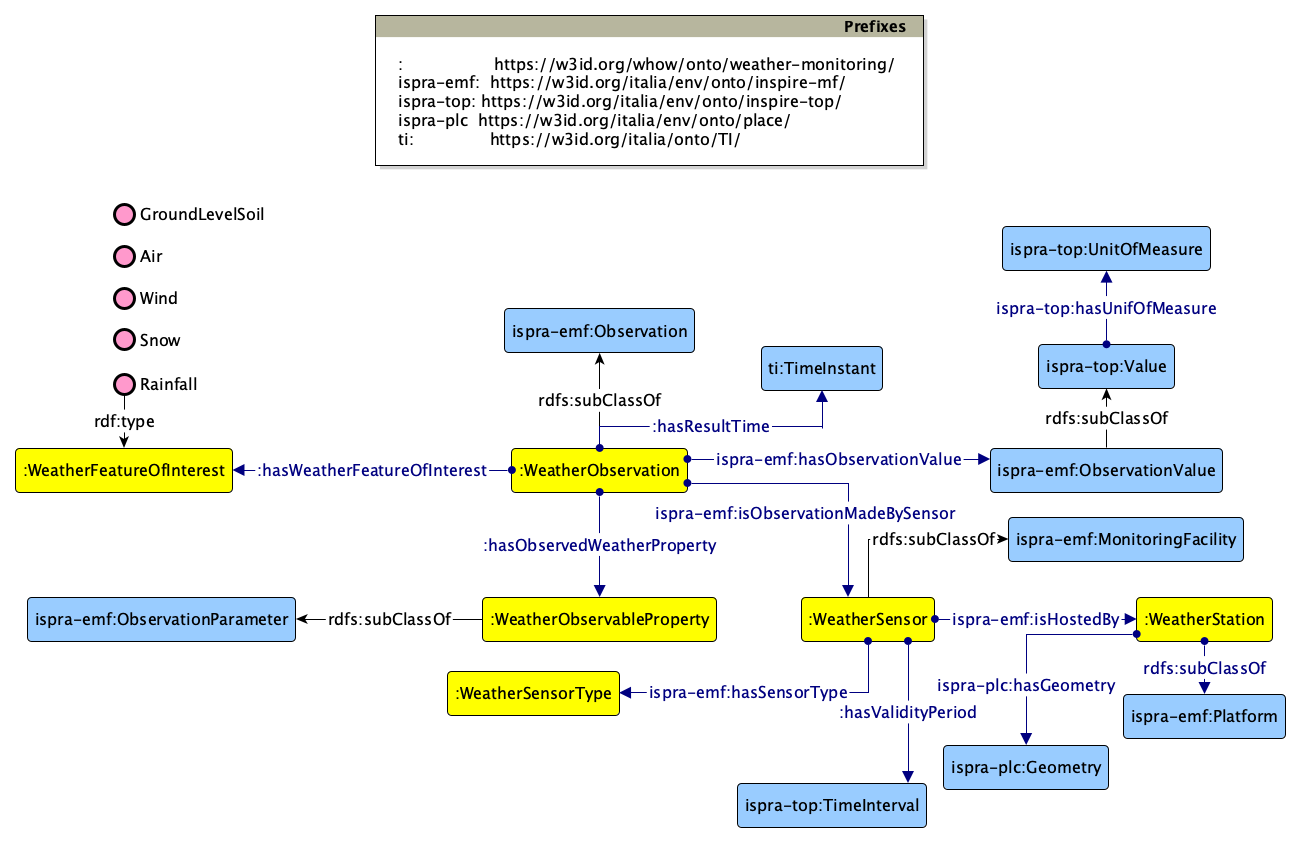 Prefixes
: https://w3id.org/whow/onto/weather-monitoring/
ispra-emf: https://w3id.org/italia/env/onto/inspire-mf/
ispra-top: https://w3id.org/italia/env/onto/inspire-top/
ispra-plc https://w3id.org/italia/env/onto/place/
ti: https://w3id.org/italia/onto/TI/
GroundLevelSoil
Air
Wind
Snow
Rainfall
rdf:type
:WeatherFeatureOfInterest
:hasWeatherFeatureOfInterest
ispra-emf:Observation
rdfs:subClassOf
:hasResultTime
ti:TimeInstant
:WeatherObservation
ispra-emf:hasObservationValue
ispra-top:UnitOfMeasure
ispra-top:hasUnifOfMeasure
ispra-top:Value
rdfs:subClassOf
ispra-emf:ObservationValue
ispra-emf:isObservationMadeBySensor
:hasObservedWeatherProperty
rdfs:subClassOf
ispra-emf:MonitoringFacility
ispra-emf:ObservationParameter
rdfs:subClassOf
:WeatherObservableProperty
:WeatherSensor
ispra-emf:isHostedBy
:WeatherStation
rdfs:subClassOf
ispra-plc:hasGeometry
:WeatherSensorType
ispra-emf:hasSensorType
:hasValidityPeriod
ispra-emf:Platform
ispra-plc:Geometry
ispra-top:TimeInterval